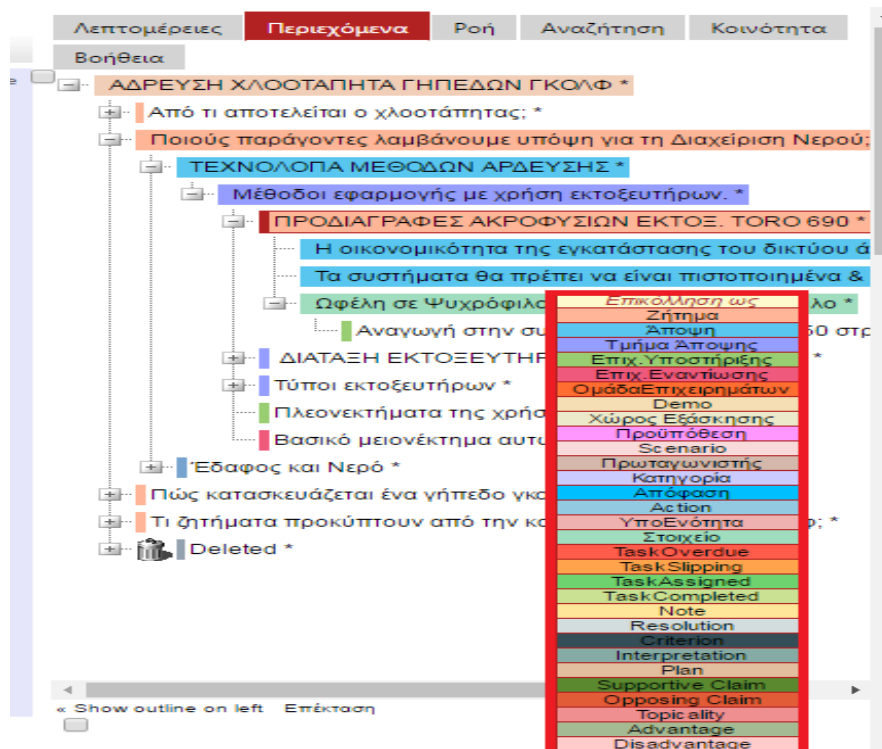 Λεπτομέρειες Περιεχόμενα Ροή Αναζήτηση Κοινότητα
Βοήθεια
ΑΔΡΕΥΣΗ ΧΛΟΟΤΑΠΗΤΑ ΓΗΠΕΔΩΝ ΓΚΟΛΦ *
Από τι αποτελείται ο χλοοτάπητας; *
Ποιούς παράγοντες λαμβάνουμε υπόψη για τη Διαχείριση Νερού;
ΤΕΧΝΟΛΟΠΑ ΜΕΘΟΔΩΝ ΑΡΔΕΥΣΗΣ *
Μέθοδοι εφαρμογής με χρήση εκτοξευτήρων. *
ΠΡΟΔΙΑΓΡΑΦΕΣ ΑΚΡΟΦΥΣΙΩΝ ΕΚΤΟΞ. TORO 690 *
Η οικονομικότητα της εγκατάστασης του δικτύου ά
Τα συστήματα θα πρέπει να είναι πιστοποιημένα &
Ωφέλη σε Ψυχρόφιλο λο *
Αναγωγή στην συ 50 στρ
ΔΙΑΤΑΞΗ ΕΚΤΟΞΕΥΤΗΡ *
Τύποι εκτοξευτήρων *
Πλεονεκτήματα της χρήσ
Βασικό μειονέκτημα αυτω
Έδαφος και Νερό *
Πώς κατασκευάζεται ένα γήπεδο γκο
Τι ζητήματα προκύπτουν από την κα φ; *
Deleted *
Επικόλληση ως
Ζήτημα
Άποψη
Τμήμα Άποψης
Επιχ.Υποστήριξης
Επιχ.Εναντίωσης
ΟμάδαΕπιχειρημάτων
Demo
Χώρος Εξάσκησης
Προϋπόθεση
Scenario
Πρωταγωνιστής
Κατηγορία
Απόφαση
Action
ΥποΕνότητα
Στοιχείο
TaskOverdue
TaskSlipping
TaskAssigned
TaskCompleted
Note
Resolution
Criterion
Interpretation
Plan
Supportive Claim
Opposing Claim
Topicality
Advantage
Disadvantage
« Show outline on left Επέκταση